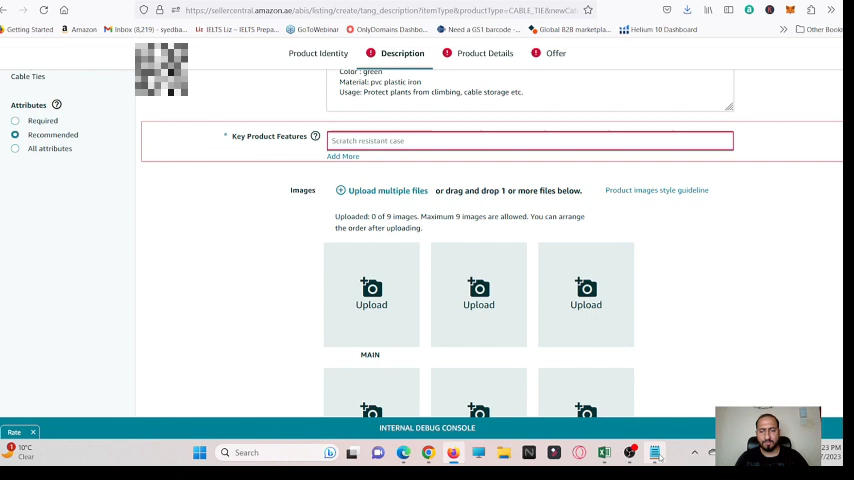 https://sellercentral.amazon.ae/abis/listing/create/tang_description?itemType&productType=CABLE_TIE&newCat
Getting Started
Amazon
Inbox (8,219) - syedba...
IELTS Liz – IELTS Prepa...
GoToWebinar
OnlyDomains Dashbo...
Need a GS1 barcode -...
Global B2B marketpla...
Helium 10 Dashboard
Other Book
Product Identity
Description
Product Details
Offer
Cable Ties
Attributes
Required
Recommended
All attributes
Color : green
Material: pvc plastic iron
Usage: Protect plants from climbing, cable storage etc.
* Key Product Features
Scratch resistant case
Add More
Images
Upload multiple files or drag and drop 1 or more files below.
Product images style guideline
Uploaded: 0 of 9 images. Maximum 9 images are allowed. You can arrange
the order after uploading.
Upload
Upload
Upload
MAIN
INTERNAL DEBUG CONSOLE
Rate
10°C
Clear
Search
23 PM
/2023